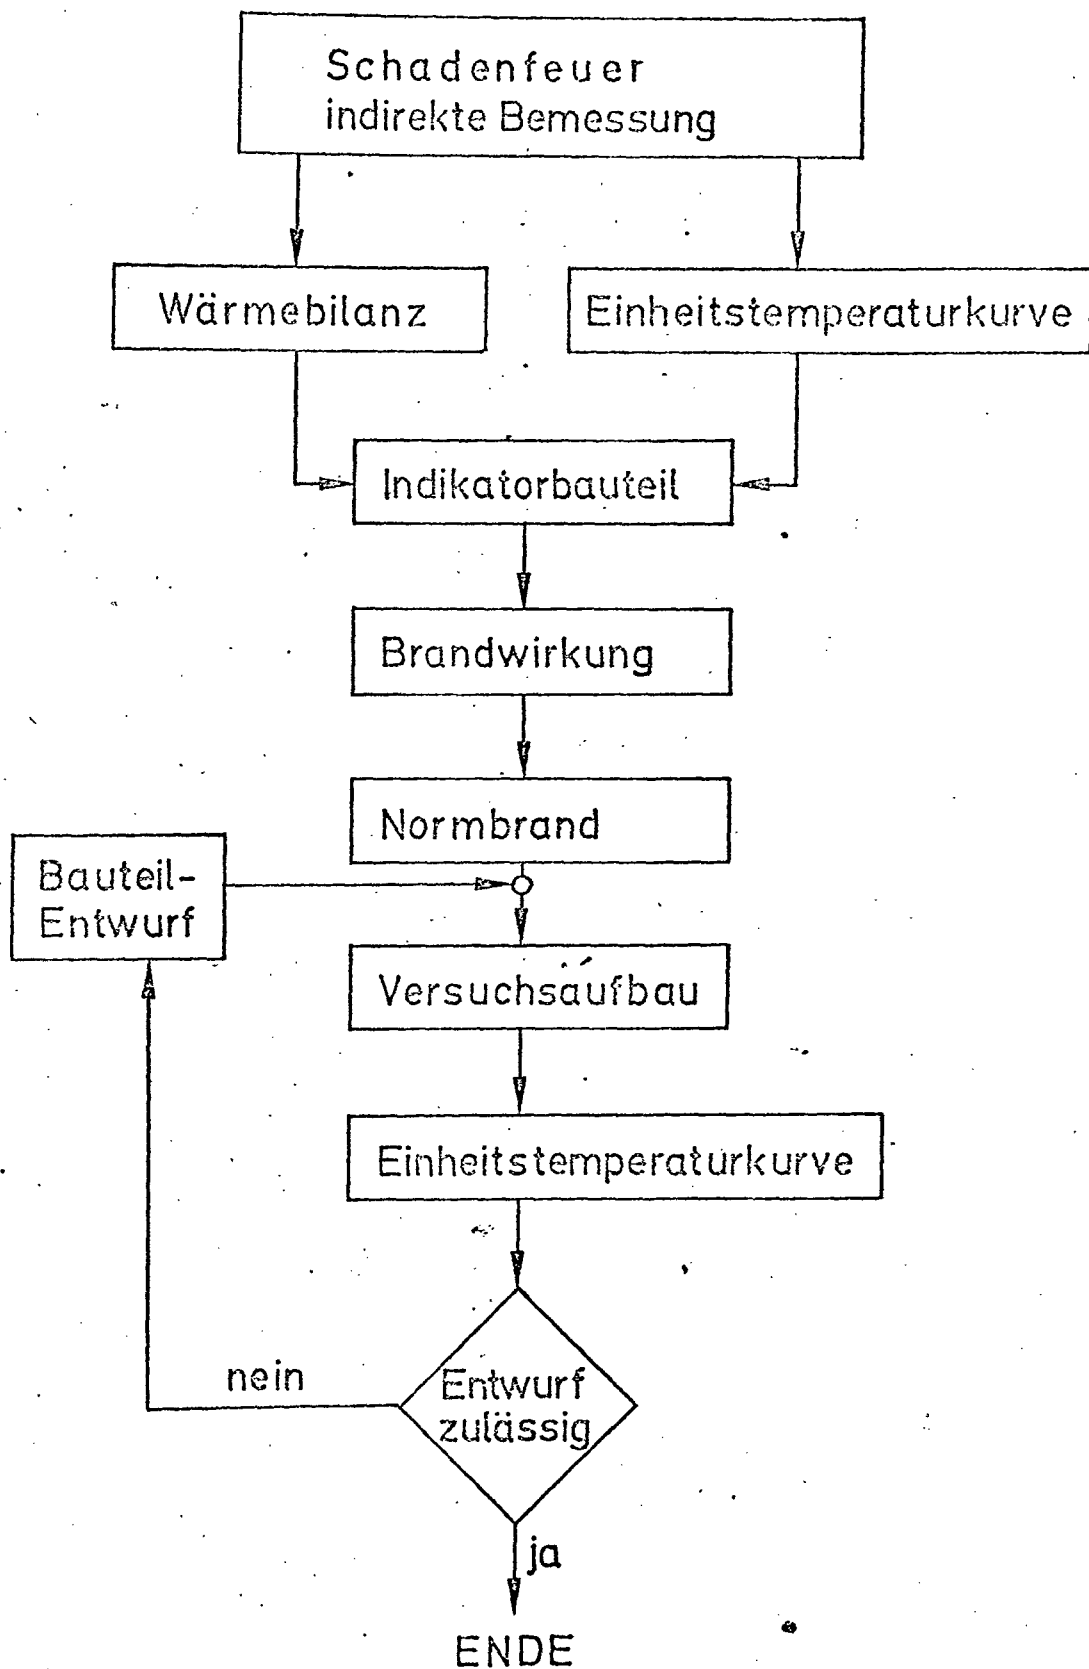 Schadenfeuer
indirekte Bemessung
Wärmebilanz
Einheitstemperaturkurve
Indikatorbauteil
Brandwirkung
Normbrand
Bauteil-
Entwurf
Versuchsaufbau
Einheitstemperaturkurve
nein
Entwurf
zulässig
ja
ENDE